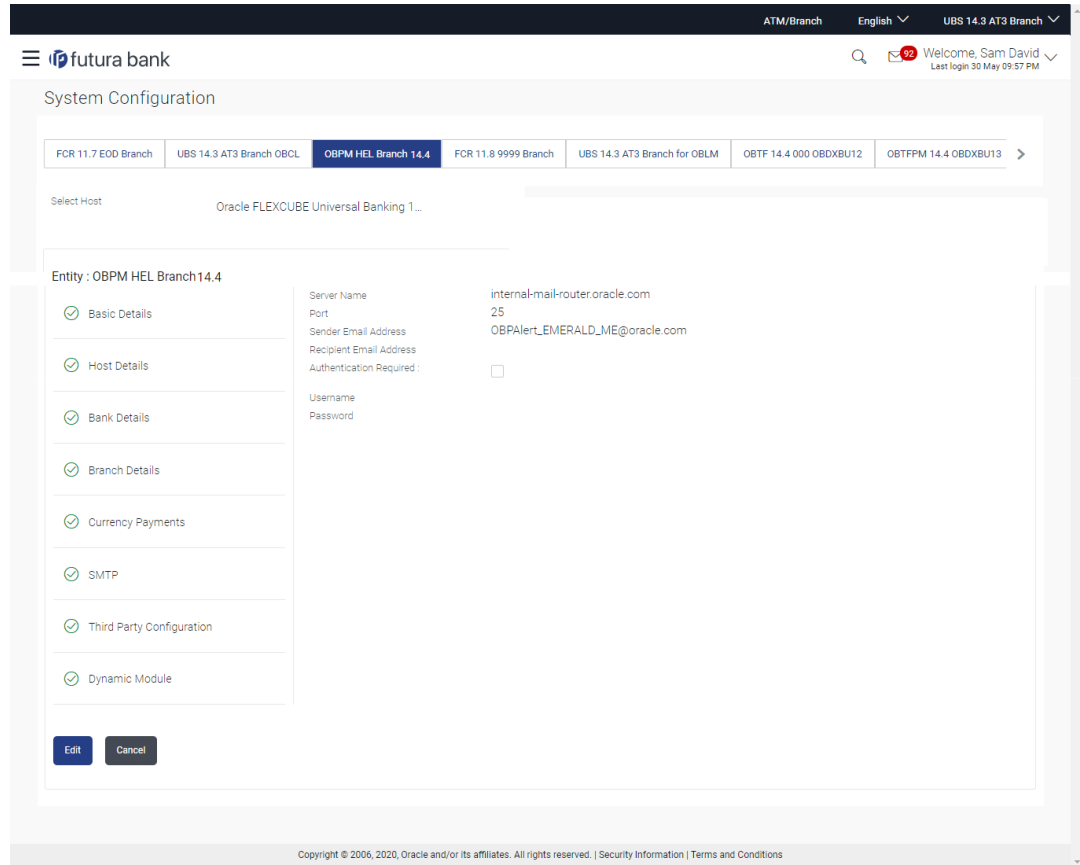 ATM/Branch English UBS 14.3 AT3 Branch
futura bank 92 Welcome, Sam David
Last login 30 May 09:57 PM
System Configuration
FCR 11.7 EOD Branch UBS 14.3 AT3 Branch OBCL OBPM HEL Branch 14.4 FCR 11.8 9999 Branch UBS 14.3 AT3 Branch for OBLM OBTF 14.4 000 OBDXBU12 OBTFPM 14.4 OBDXBU13
Select Host Oracle FLEXCUBE Universal Banking 1...
Entity : OBPM HEL Branch 14.4
Basic Details
Host Details
Bank Details
Branch Details
Currency Payments
SMTP
Third Party Configuration
Dynamic Module
Server Name internal-mail-router.oracle.com
Port 25
Sender Email Address OBPAlert_EMERALD_ME@oracle.com
Recipient Email Address
Authentication Required :
Username
Password
Edit Cancel
Copyright © 2006, 2020, Oracle and/or its affiliates. All rights reserved. | Security Information | Terms and Conditions